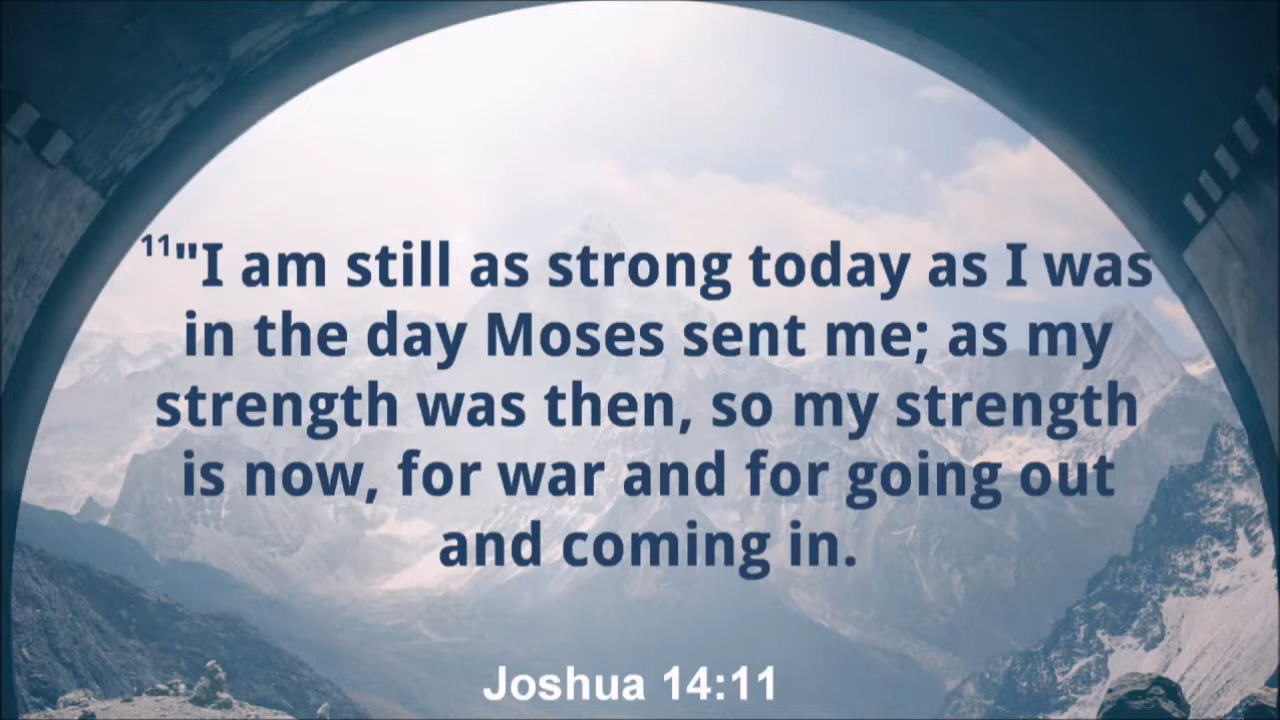 11"I am still as strong today as I was
in the day Moses sent me; as my
strength was then, so my strength
is now, for war and for going out
and coming in.
Joshua 14:11